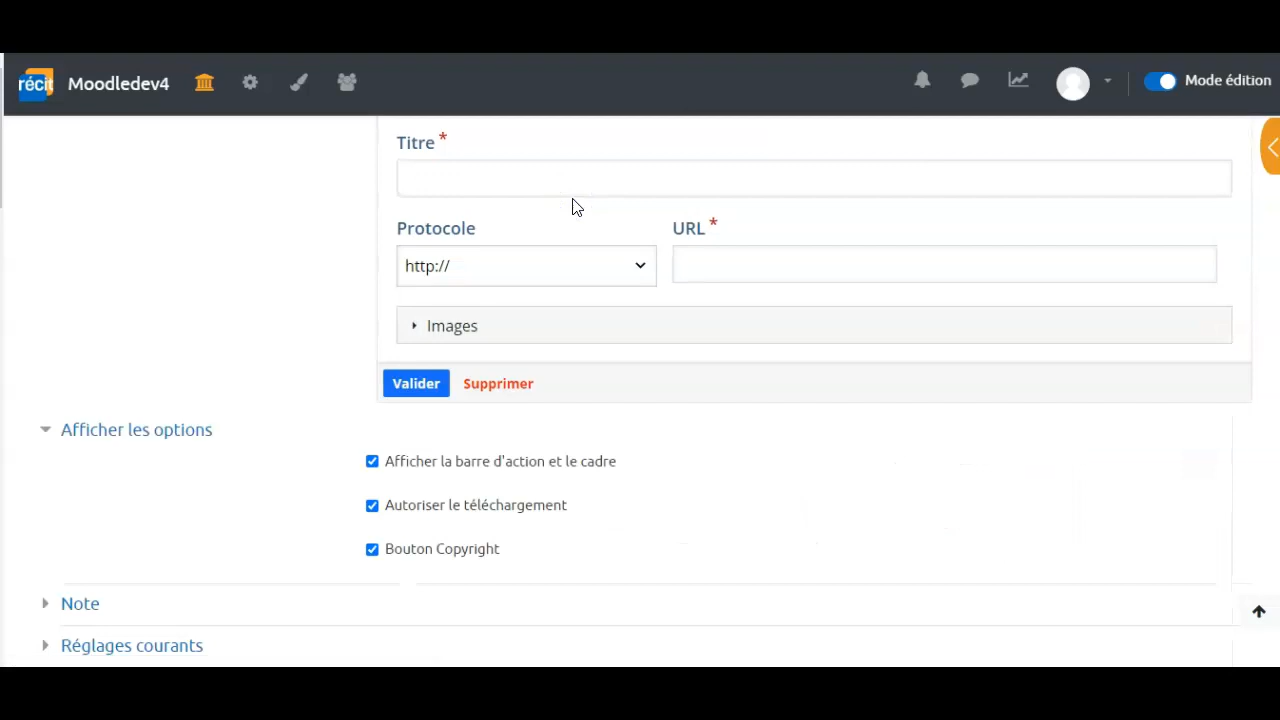 récit Moodledev4 Mode édition
Titre *
Protocole URL *
http://
Images
Valider Supprimer
Afficher les options
Afficher la barre d'action et le cadre
Autoriser le téléchargement
Bouton Copyright
Note
Réglages courants